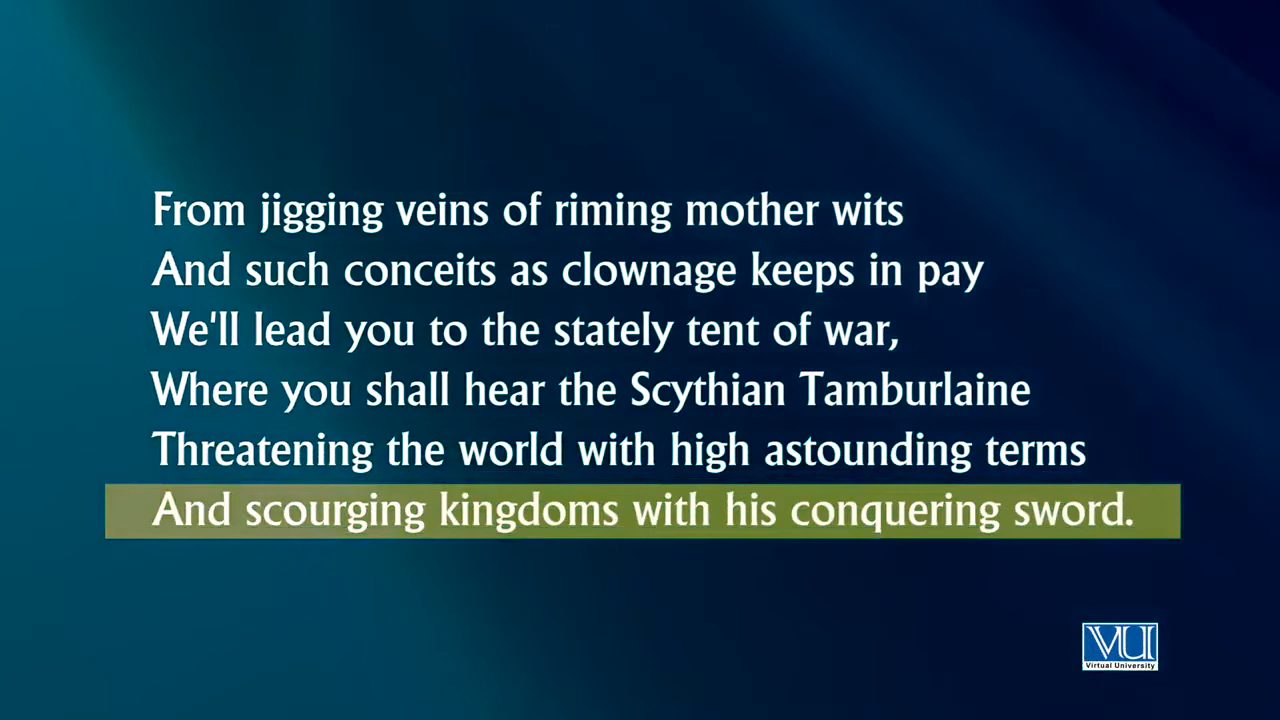 From jigging veins of riming mother wits
And such conceits as clownage keeps in pay
We'll lead you to the stately tent of war,
Where you shall hear the Scythian Tamburlaine
Threatening the world with high astounding terms
And scourging kingdoms with his conquering sword.
VU
Virtual University